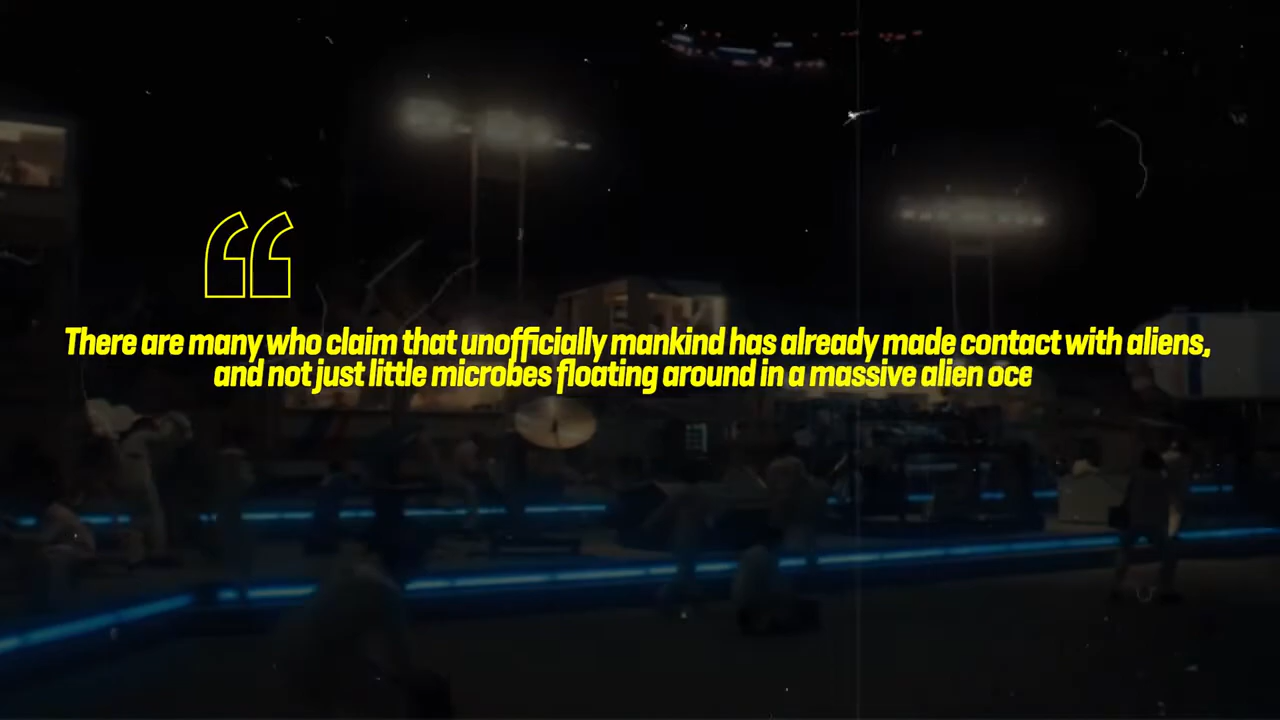 “
There are many who claim that unofficially mankind has already made contact with aliens,
and not just little microbes floating around in a massive alien oce